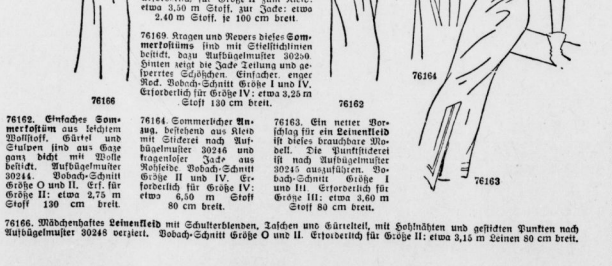 etwa 3,50 m Stoff, zur Jacke: etwa
2,40 m Stoff, je 100 cm breit.
76169. Kragen und Revers dieses Som-
merkostüms sind mit Stielstichlinien
bestickt, dazu Aufbügelmuster 30250.
Hinten zeigt die Jacke Teilung und ge-
sperrtes Schößchen. Einfacher, enger
Rock. Vobach-Schnitt Größe I und IV.
Erforderlich für Größe IV: etwa 3,25 m
Stoff 130 cm breit.
76166
76162
76164
76163
76162. Einfaches Som-
merkostüm aus leichtem
Wollstoff. Gürtel und
Stulpen sind aus Gaze
ganz dicht mit Wolle
bestickt. Aufbügelmuster
30244. Vobach-Schnitt
Größe O und II. Erf. für
Größe II: etwa 2,75 m
Stoff 130 cm breit.
76164. Sommerlicher An-
zug, bestehend aus Kleid
mit Stickerei nach Auf-
bügelmuster 30246 und
kragenloser Jacke aus
Rohseide Vobach-Schnitt
Größe II und IV. Er-
forderlich für Größe IV:
etwa 6,50 m Stoff
80 cm breit.
76163. Ein netter Vor-
schlag für ein Leinenkleid
ist dieses brauchbare Mo-
dell. Die Punktstickerei
ist nach Aufbügelmuster
30245 auszuführen. Vo-
bach-Schnitt Größe I
und III. Erforderlich für
Größe III: etwa 3,60 m
Stoff 80 cm breit.
76166. Mädchenhaftes Leinenkleid mit Schulterblenden, Taschen und Gürtelteil, mit Hohlnähten und gestickten Punkten nach
Aufbügelmuster 30248 verziert. Vobach-Schnitt Größe O und II. Erforderlich für Größe II: etwa 3,15 m Leinen 80 cm breit.